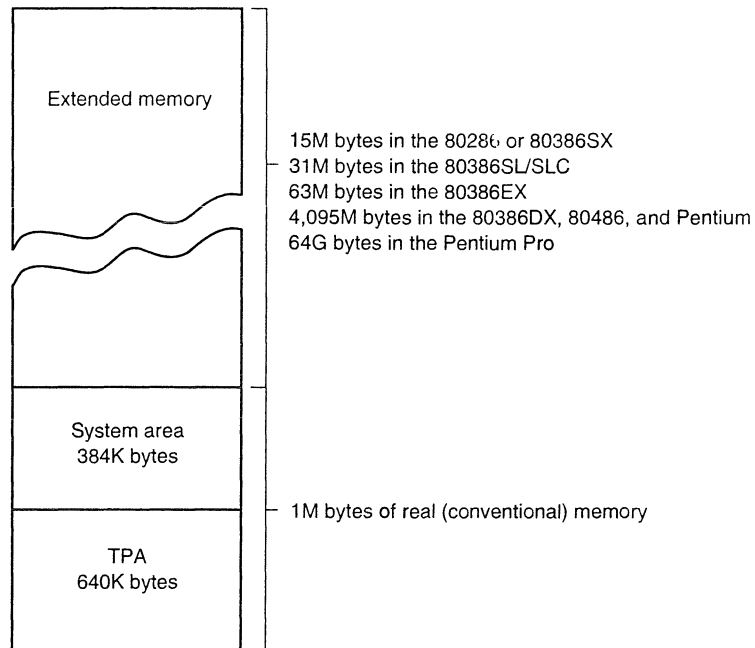 Extended memory
15M bytes in the 80286 or 80386SX
31M bytes in the 80386SL/SLC
63M bytes in the 80386EX
4,095M bytes in the 80386DX, 80486, and Pentium
64G bytes in the Pentium Pro
System area
384K bytes
1M bytes of real (conventional) memory
TPA
640K bytes